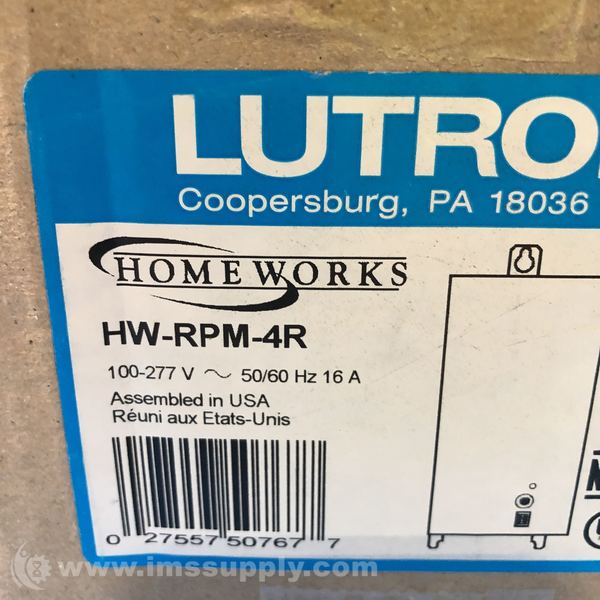 LUTRO
Coopersburg, PA 18036
HOMEWORKS
HW-RPM-4R
100-277 V ~ 50/60 Hz 16 A
Assembled in USA
Réuni aux Etats-Unis
0 27557 50767 7
www.imssupply.com